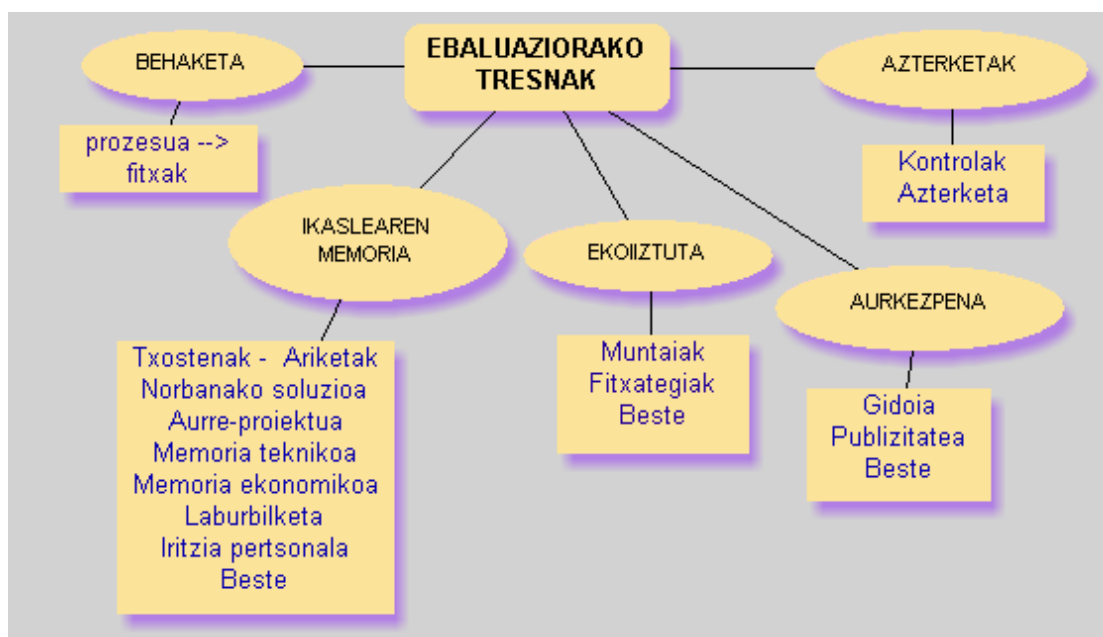 EBALUAZIORAKO
TRESNAK
BEHAKETA
prozesua -->
fitxak
IKASLEAREN
MEMORIA
Txostenak - Ariketak
Norbanako soluzioa
Aurre-proiektua
Memoria teknikoa
Memoria ekonomikoa
Laburbilketa
Iritzia pertsonala
Beste
EKOIIZTUTA
Muntaiak
Fitxategiak
Beste
AURKEZPENA
Gidoia
Publizitatea
Beste
AZTERKETAK
Kontrolak
Azterketa